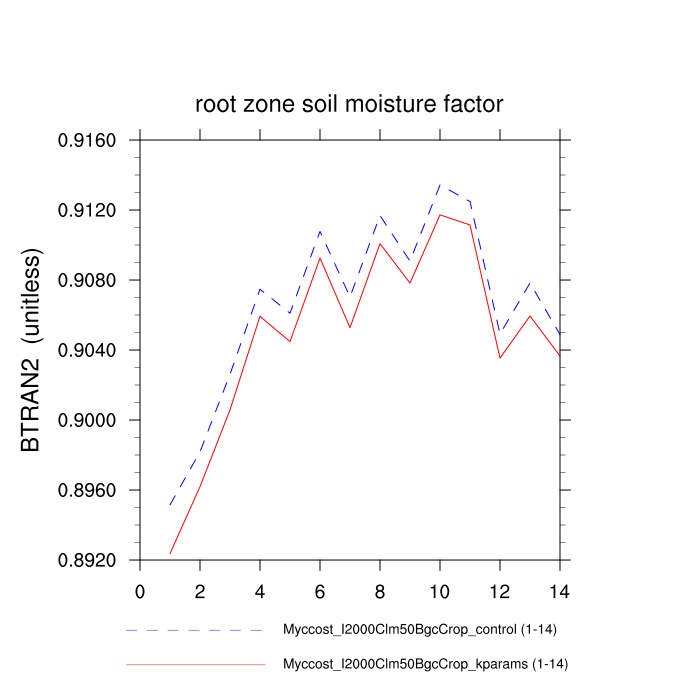 root zone soil moisture factor
0.9160
0.9120
0.9080
0.9040
0.9000
0.8960
0.8920
BTRAN2 (unitless)
0 2 4 6 8 10 12 14
Myccost_I2000Clm50BgcCrop_control (1-14)
Myccost_I2000Clm50BgcCrop_kparams (1-14)